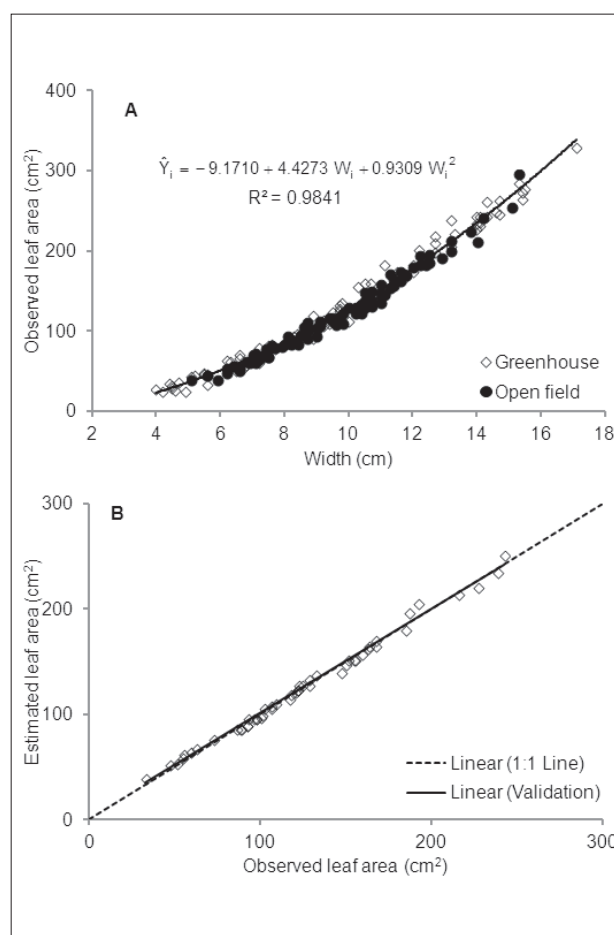 A
400
300
200
100
0
Observed leaf area (cm²)
Ŷᵢ = −9.1710 + 4.4273 Wᵢ + 0.9309 Wᵢ²
R² = 0.9841
Greenhouse
Open field
2 4 6 8 10 12 14 16 18
Width (cm)
B
300
200
100
0
Estimated leaf area (cm²)
Linear (1:1 Line)
Linear (Validation)
0 100 200 300
Observed leaf area (cm²)